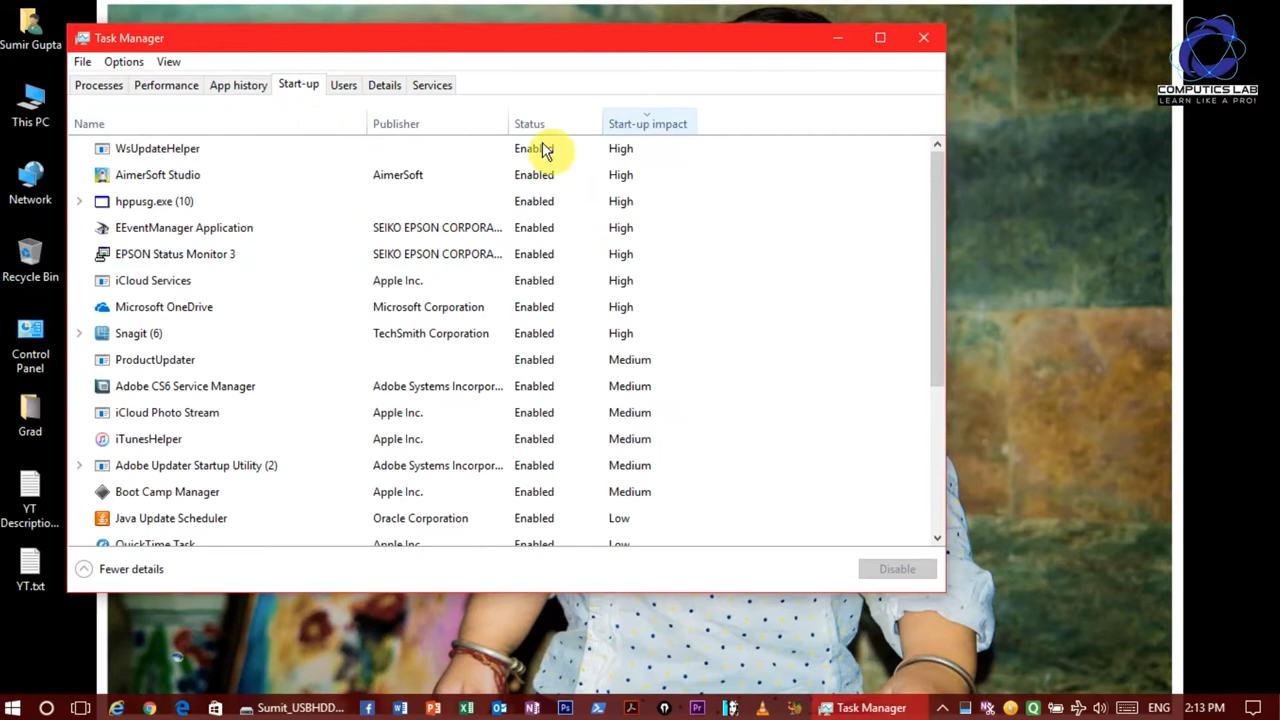 Task Manager
File Options View
Processes Performance App history Start-up Users Details Services
Name Publisher Status Start-up impact
WsUpdateHelper Enabled High
AimerSoft Studio AimerSoft Enabled High
hppusg.exe (10) Enabled High
EEventManager Application SEIKO EPSON CORPORA... Enabled High
EPSON Status Monitor 3 SEIKO EPSON CORPORA... Enabled High
iCloud Services Apple Inc. Enabled High
Microsoft OneDrive Microsoft Corporation Enabled High
Snagit (6) TechSmith Corporation Enabled High
ProductUpdater Enabled Medium
Adobe CS6 Service Manager Adobe Systems Incorpor... Enabled Medium
iCloud Photo Stream Apple Inc. Enabled Medium
iTunesHelper Apple Inc. Enabled Medium
Adobe Updater Startup Utility (2) Adobe Systems Incorpor... Enabled Medium
Boot Camp Manager Apple Inc. Enabled Medium
Java Update Scheduler Oracle Corporation Enabled Low
QuickTime Task Apple Inc. Enabled Low
Fewer details Disable
Sumir Gupta
This PC
Network
Recycle Bin
Control
Panel
Grad
YT
Descriptio...
YT.txt
COMPUTICS LAB
LEARN LIKE A PRO!
Sumit_USBHDD... Task Manager ENG 2:13 PM